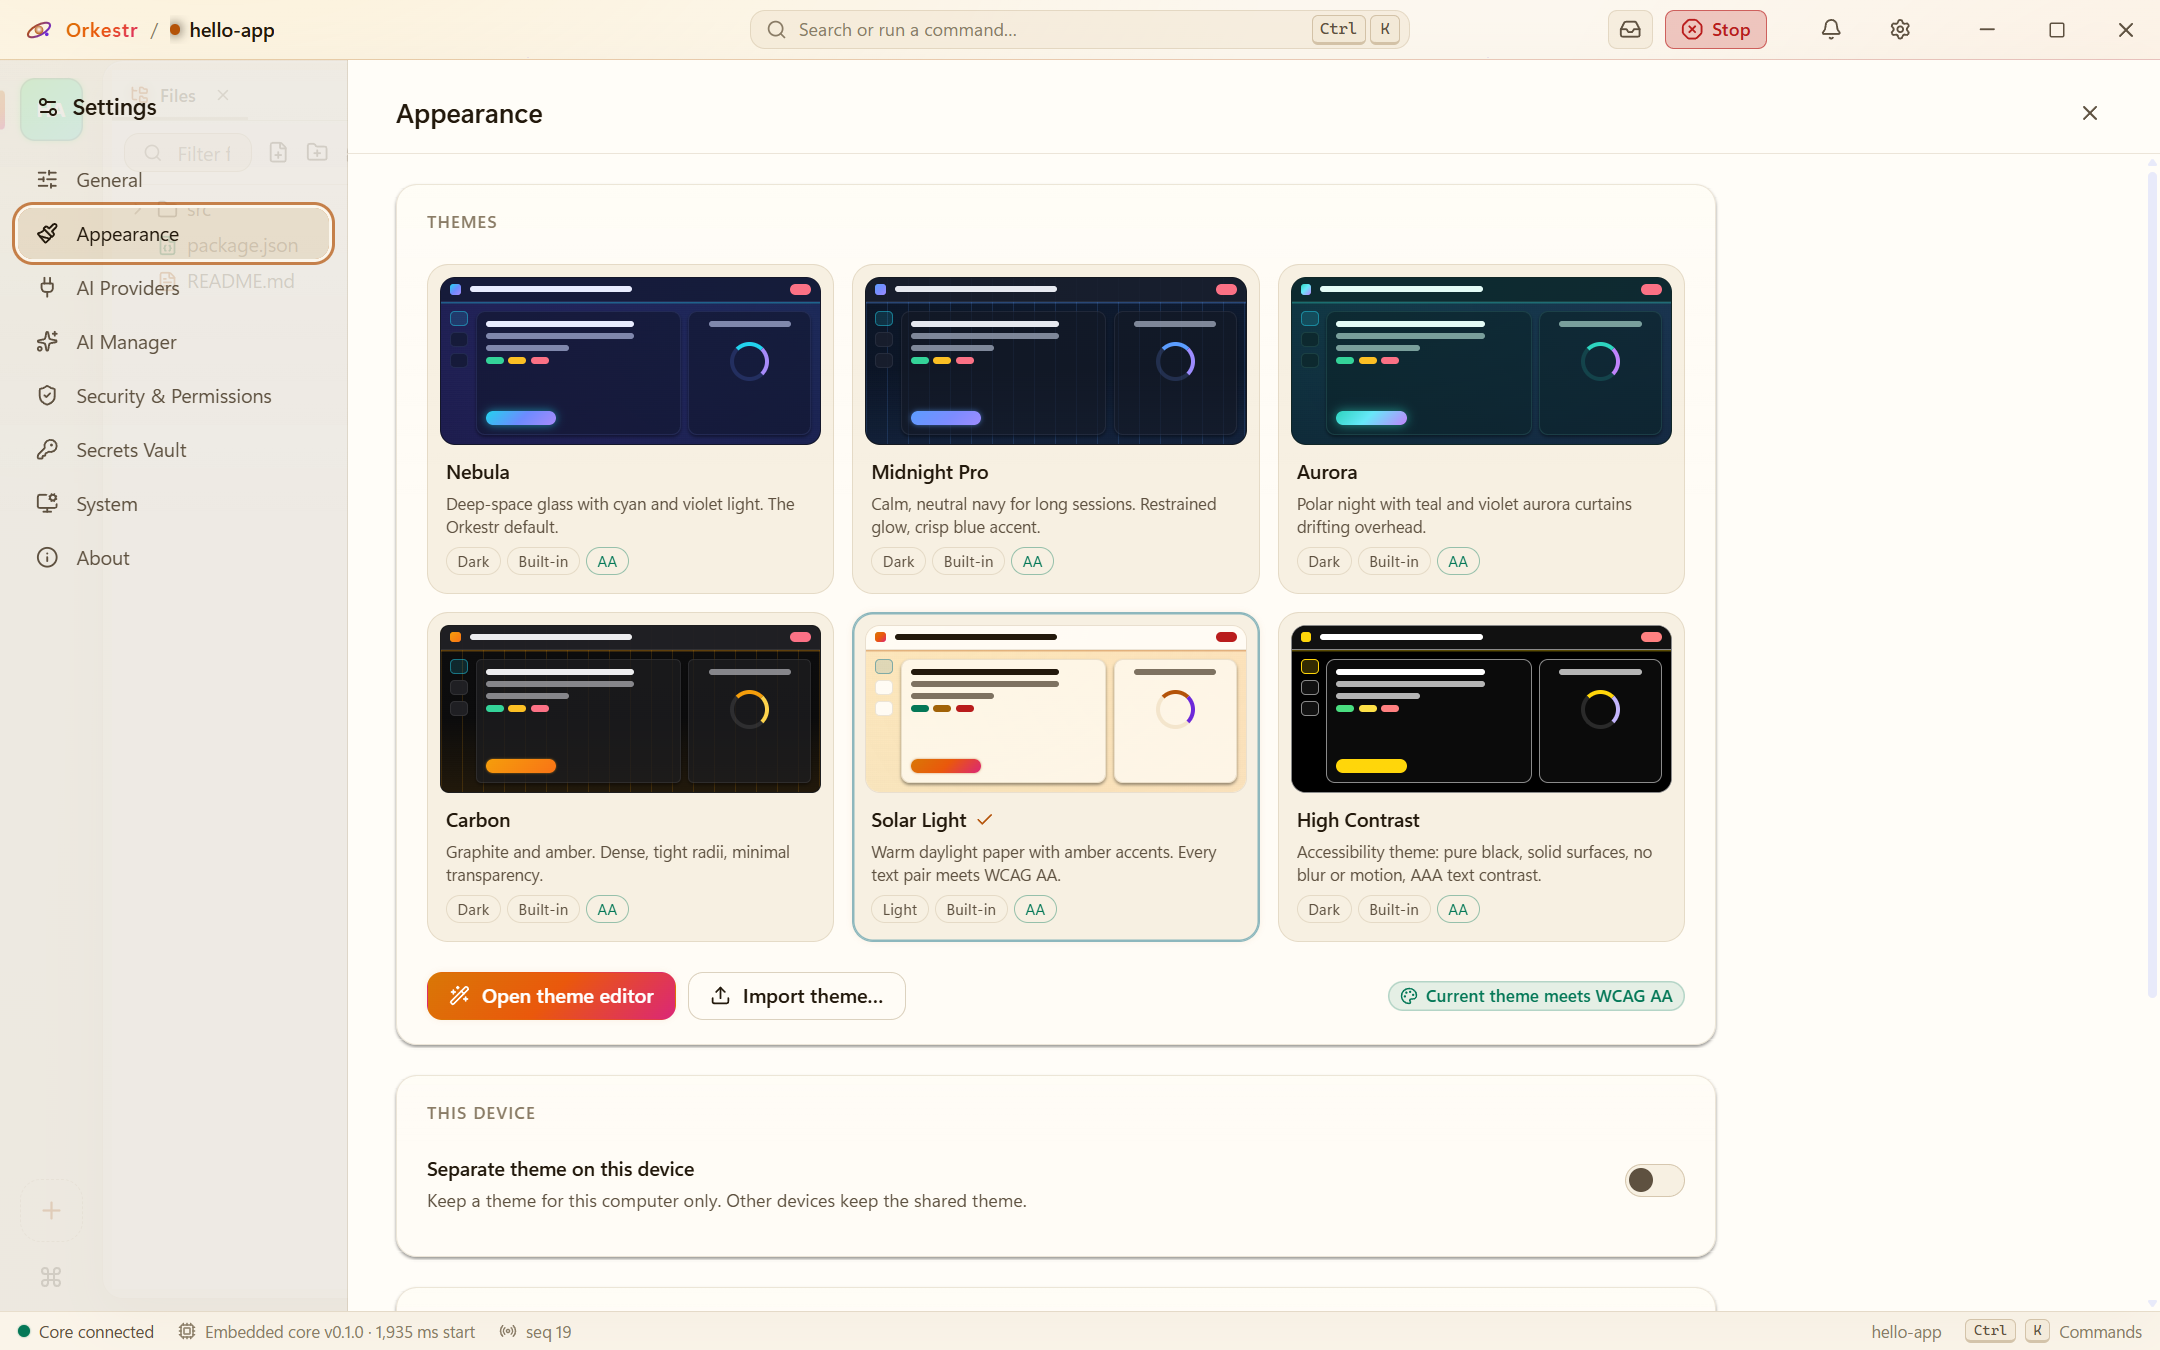 Orkestr / hello-app
Search or run a command...
Ctrl K
Stop
Settings
Files
Filter f
General
src
Appearance
package.json
AI Providers
README.md
AI Manager
Security & Permissions
Secrets Vault
System
About
Appearance
THEMES
Nebula
Deep-space glass with cyan and violet light. The
Orkestr default.
Dark Built-in AA
Midnight Pro
Calm, neutral navy for long sessions. Restrained
glow, crisp blue accent.
Dark Built-in AA
Aurora
Polar night with teal and violet aurora curtains
drifting overhead.
Dark Built-in AA
Carbon
Graphite and amber. Dense, tight radii, minimal
transparency.
Dark Built-in AA
Solar Light
Warm daylight paper with amber accents. Every
text pair meets WCAG AA.
Light Built-in AA
High Contrast
Accessibility theme: pure black, solid surfaces, no
blur or motion, AAA text contrast.
Dark Built-in AA
Open theme editor
Import theme...
Current theme meets WCAG AA
THIS DEVICE
Separate theme on this device
Keep a theme for this computer only. Other devices keep the shared theme.
Core connected
Embedded core v0.1.0 · 1,935 ms start
seq 19
hello-app
Ctrl K Commands